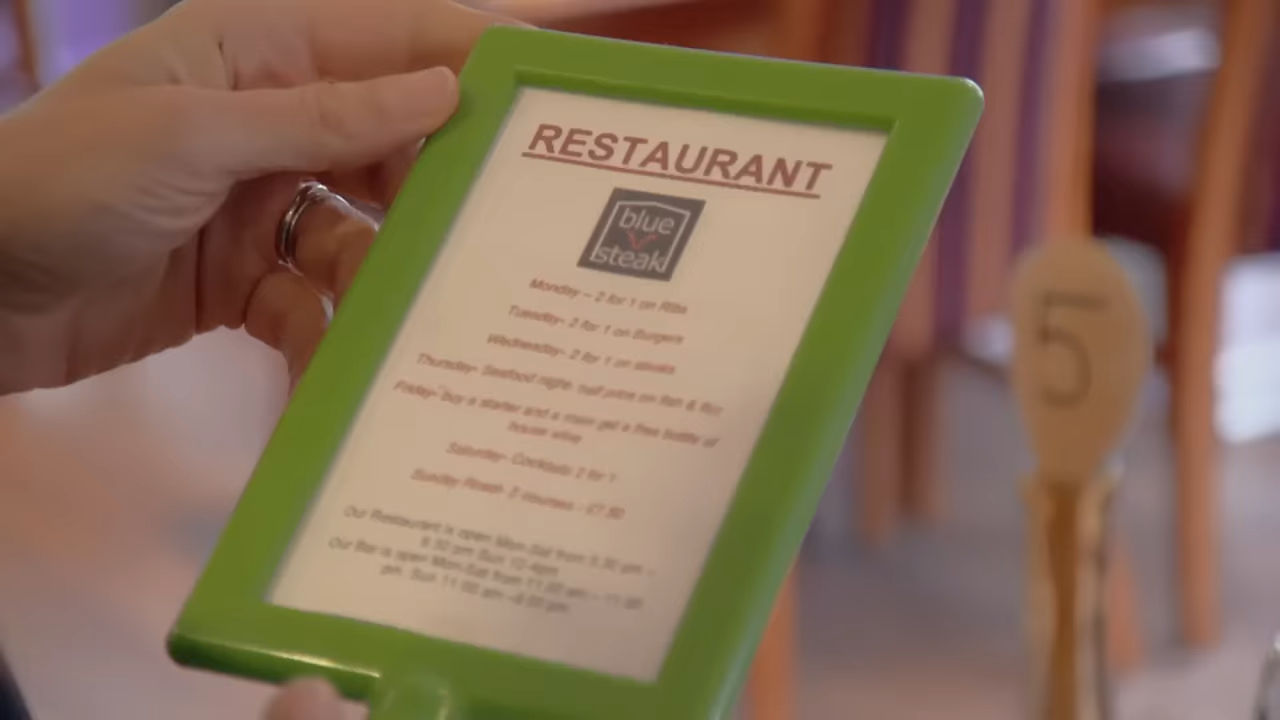 RESTAURANT
blue
steak
Monday – 2 for 1 on Ribs
Tuesday- 2 for 1 on Burgers
Wednesday- 2 for 1 on steaks
Thursday- Seafood night- half price on fish &
Friday- buy a starter and a main get a free bottle of
house wine
Saturday- Cocktails 2 for 1
Sunday Roast- 2 courses - £7.50
Our Restaurant is open Mon-Sat from 5.30 pm -
9.30 pm Sun 12-4pm
Our Bar is open Mon-Sat from 11.00 am – 11.00
pm. Sun 11.00 am –6.00 pm
5